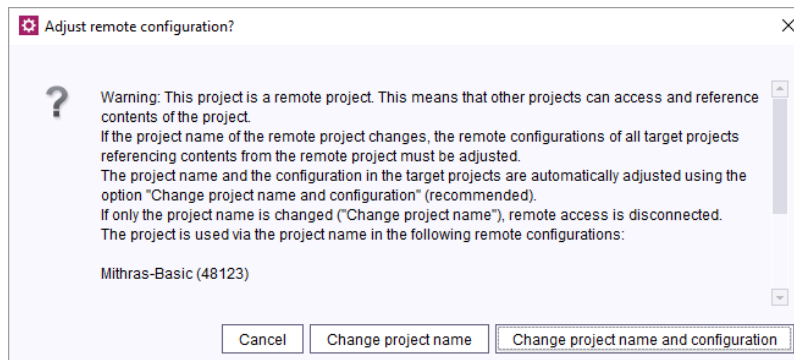 Adjust remote configuration?
Warning: This project is a remote project. This means that other projects can access and reference
contents of the project.
If the project name of the remote project changes, the remote configurations of all target projects
referencing contents from the remote project must be adjusted.
The project name and the configuration in the target projects are automatically adjusted using the
option "Change project name and configuration" (recommended).
If only the project name is changed ("Change project name"), remote access is disconnected.
The project is used via the project name in the following remote configurations:
Mithras-Basic (48123)
Cancel Change project name Change project name and configuration